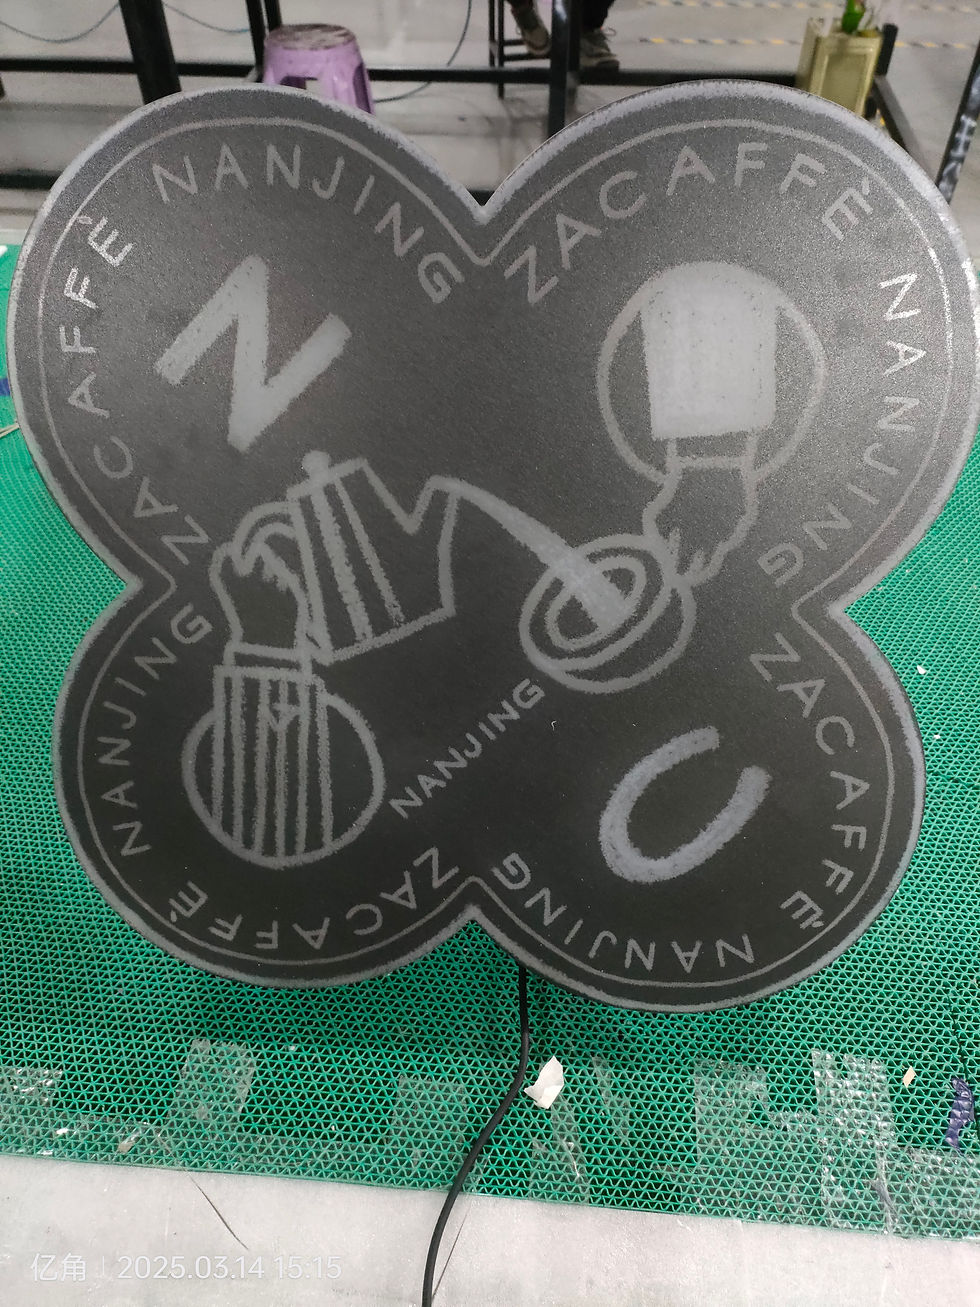 NANJING
ZACAFFÈ
NANJING
ZACAFFÈ
NANJING
ZACAFFÈ
NANJING
ZACAFFÈ
N
NANJING
U
亿角 | 2025.03.14 15:15